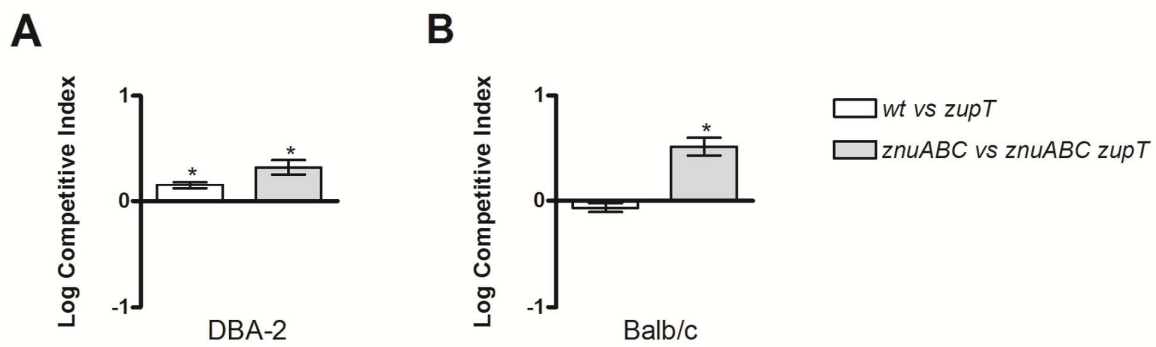 A
Log Competitive Index
1
0
-1
*
*
DBA-2
B
Log Competitive Index
1
0
-1
*
Balb/c
wt vs zupT
znuABC vs znuABC zupT